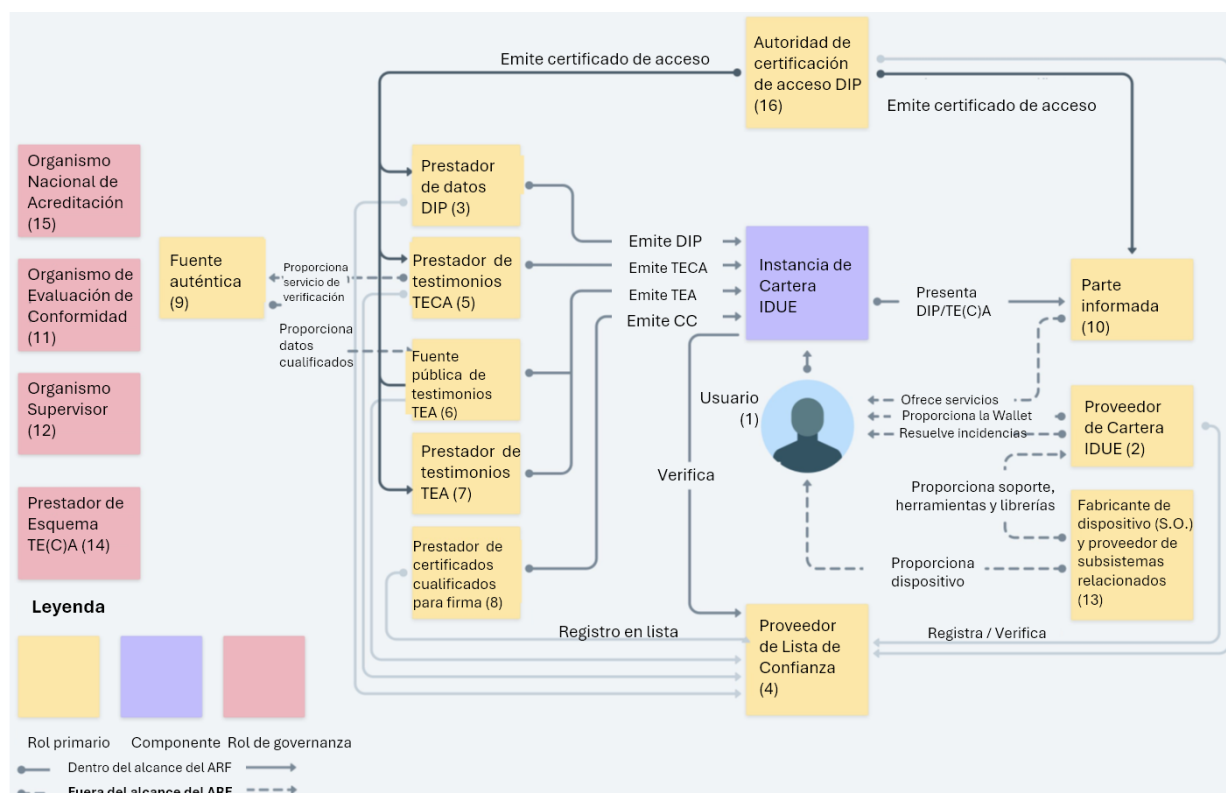 Emite certificado de acceso
Autoridad de
certificación
de acceso DIP
(16)
Emite certificado de acceso
Organismo
Nacional de
Acreditación
(15)
Organismo de
Evaluación de
Conformidad
(11)
Organismo
Supervisor
(12)
Prestador de
Esquema
TE(C)A (14)
Fuente
auténtica
(9)
Proporciona
servicio de
verificación
Proporciona
datos
cualificados
Prestador
de datos
DIP (3)
Prestador de
testimonios
TECA (5)
Fuente
pública de
testimonios
TEA (6)
Prestador de
testimonios
TEA (7)
Prestador de
certificados
cualificados
para firma (8)
Emite DIP
Emite TECA
Emite TEA
Emite CC
Instancia de
Cartera
IDUE
Presenta
DIP/TE(C)A
Parte
informada
(10)
Usuario
(1)
Ofrece servicios
Proporciona la Wallet
Resuelve incidencias
Proveedor
de Cartera
IDUE (2)
Verifica
Proporciona soporte,
herramientas y librerías
Fabricante de
dispositivo (S.O.)
y proveedor de
subsistemas
relacionados
(13)
Proporciona
dispositivo
Registro en lista
Proveedor
de Lista de
Confianza
(4)
Registra / Verifica
Leyenda
Rol primario
Componente
Rol de governanza
Dentro del alcance del ARF
Fuera del alcance del ARF